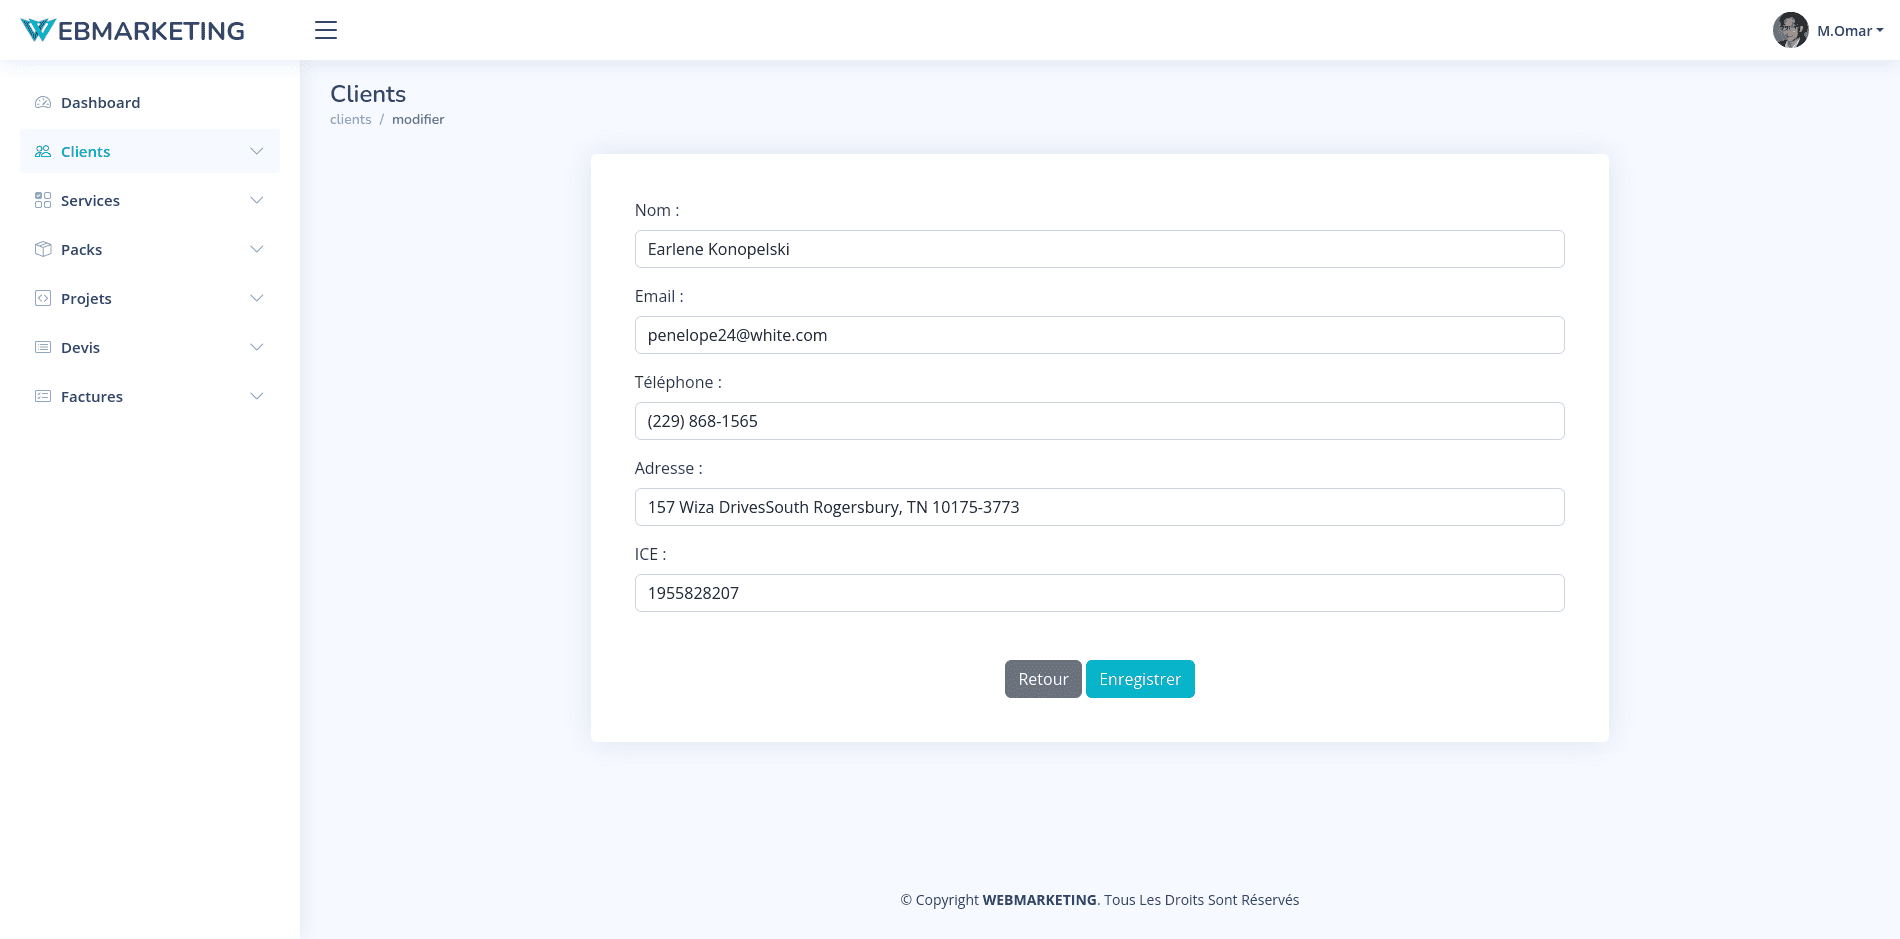 WEBMARKETING
M.Omar
Dashboard
Clients
Services
Packs
Projets
Devis
Factures
Clients
clients / modifier
Nom :
Earlene Konopelski
Email :
penelope24@white.com
Téléphone :
(229) 868-1565
Adresse :
157 Wiza DrivesSouth Rogersbury, TN 10175-3773
ICE :
1955828207
Retour Enregistrer
© Copyright WEBMARKETING. Tous Les Droits Sont Réservés